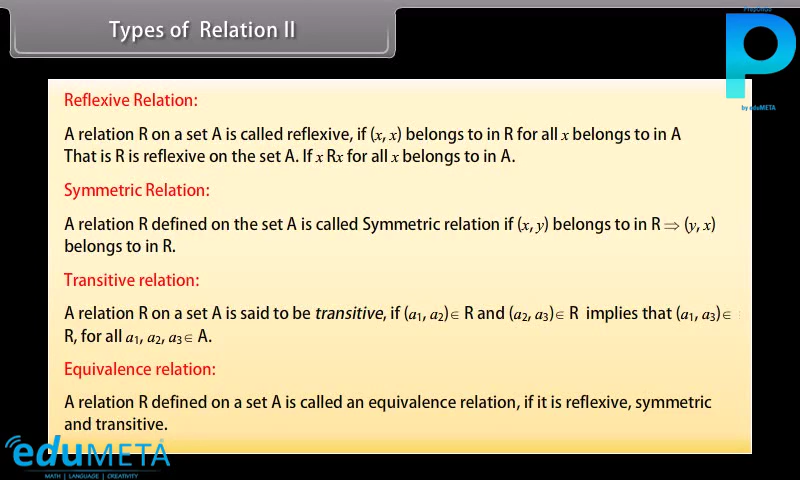 Types of Relation II
Preponda
P
by eduMETA
Reflexive Relation:
A relation R on a set A is called reflexive, if (x, x) belongs to in R for all x belongs to in A
That is R is reflexive on the set A. If x Rx for all x belongs to in A.
Symmetric Relation:
A relation R defined on the set A is called Symmetric relation if (x, y) belongs to in R ⇒ (y, x)
belongs to in R.
Transitive relation:
A relation R on a set A is said to be transitive, if (a₁, a₂)∈ R and (a₂, a₃)∈ R implies that (a₁, a₃)∈
R, for all a₁, a₂, a₃∈ A.
Equivalence relation:
A relation R defined on a set A is called an equivalence relation, if it is reflexive, symmetric
and transitive.
eduMETA
MATH | LANGUAGE | CREATIVITY